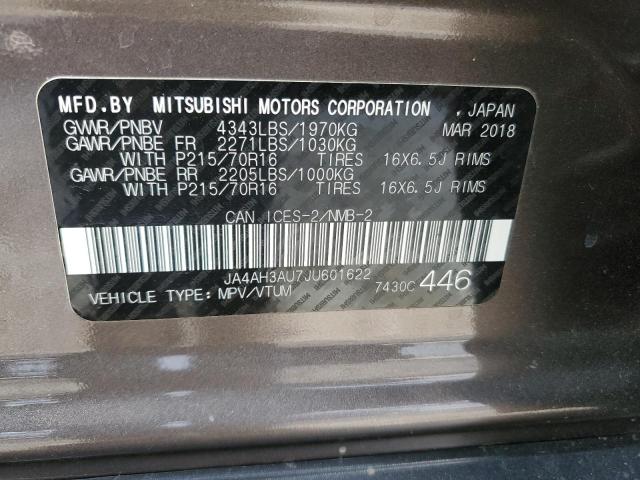 MFD.BY MITSUBISHI MOTORS CORPORATION , JAPAN
GVWR/PNBV 4343LBS/1970KG MAR 2018
GAWR/PNBE FR 2271LBS/1030KG
WITH P215/70R16 TIRES 16X6.5J RIMS
GAWR/PNBE RR 2205LBS/1000KG
WITH P215/70R16 TIRES 16X6.5J RIMS
CAN ICES-2/NMB-2
JA4AH3AU7JU601622
VEHICLE TYPE: MPV/VTUM 7430C 446